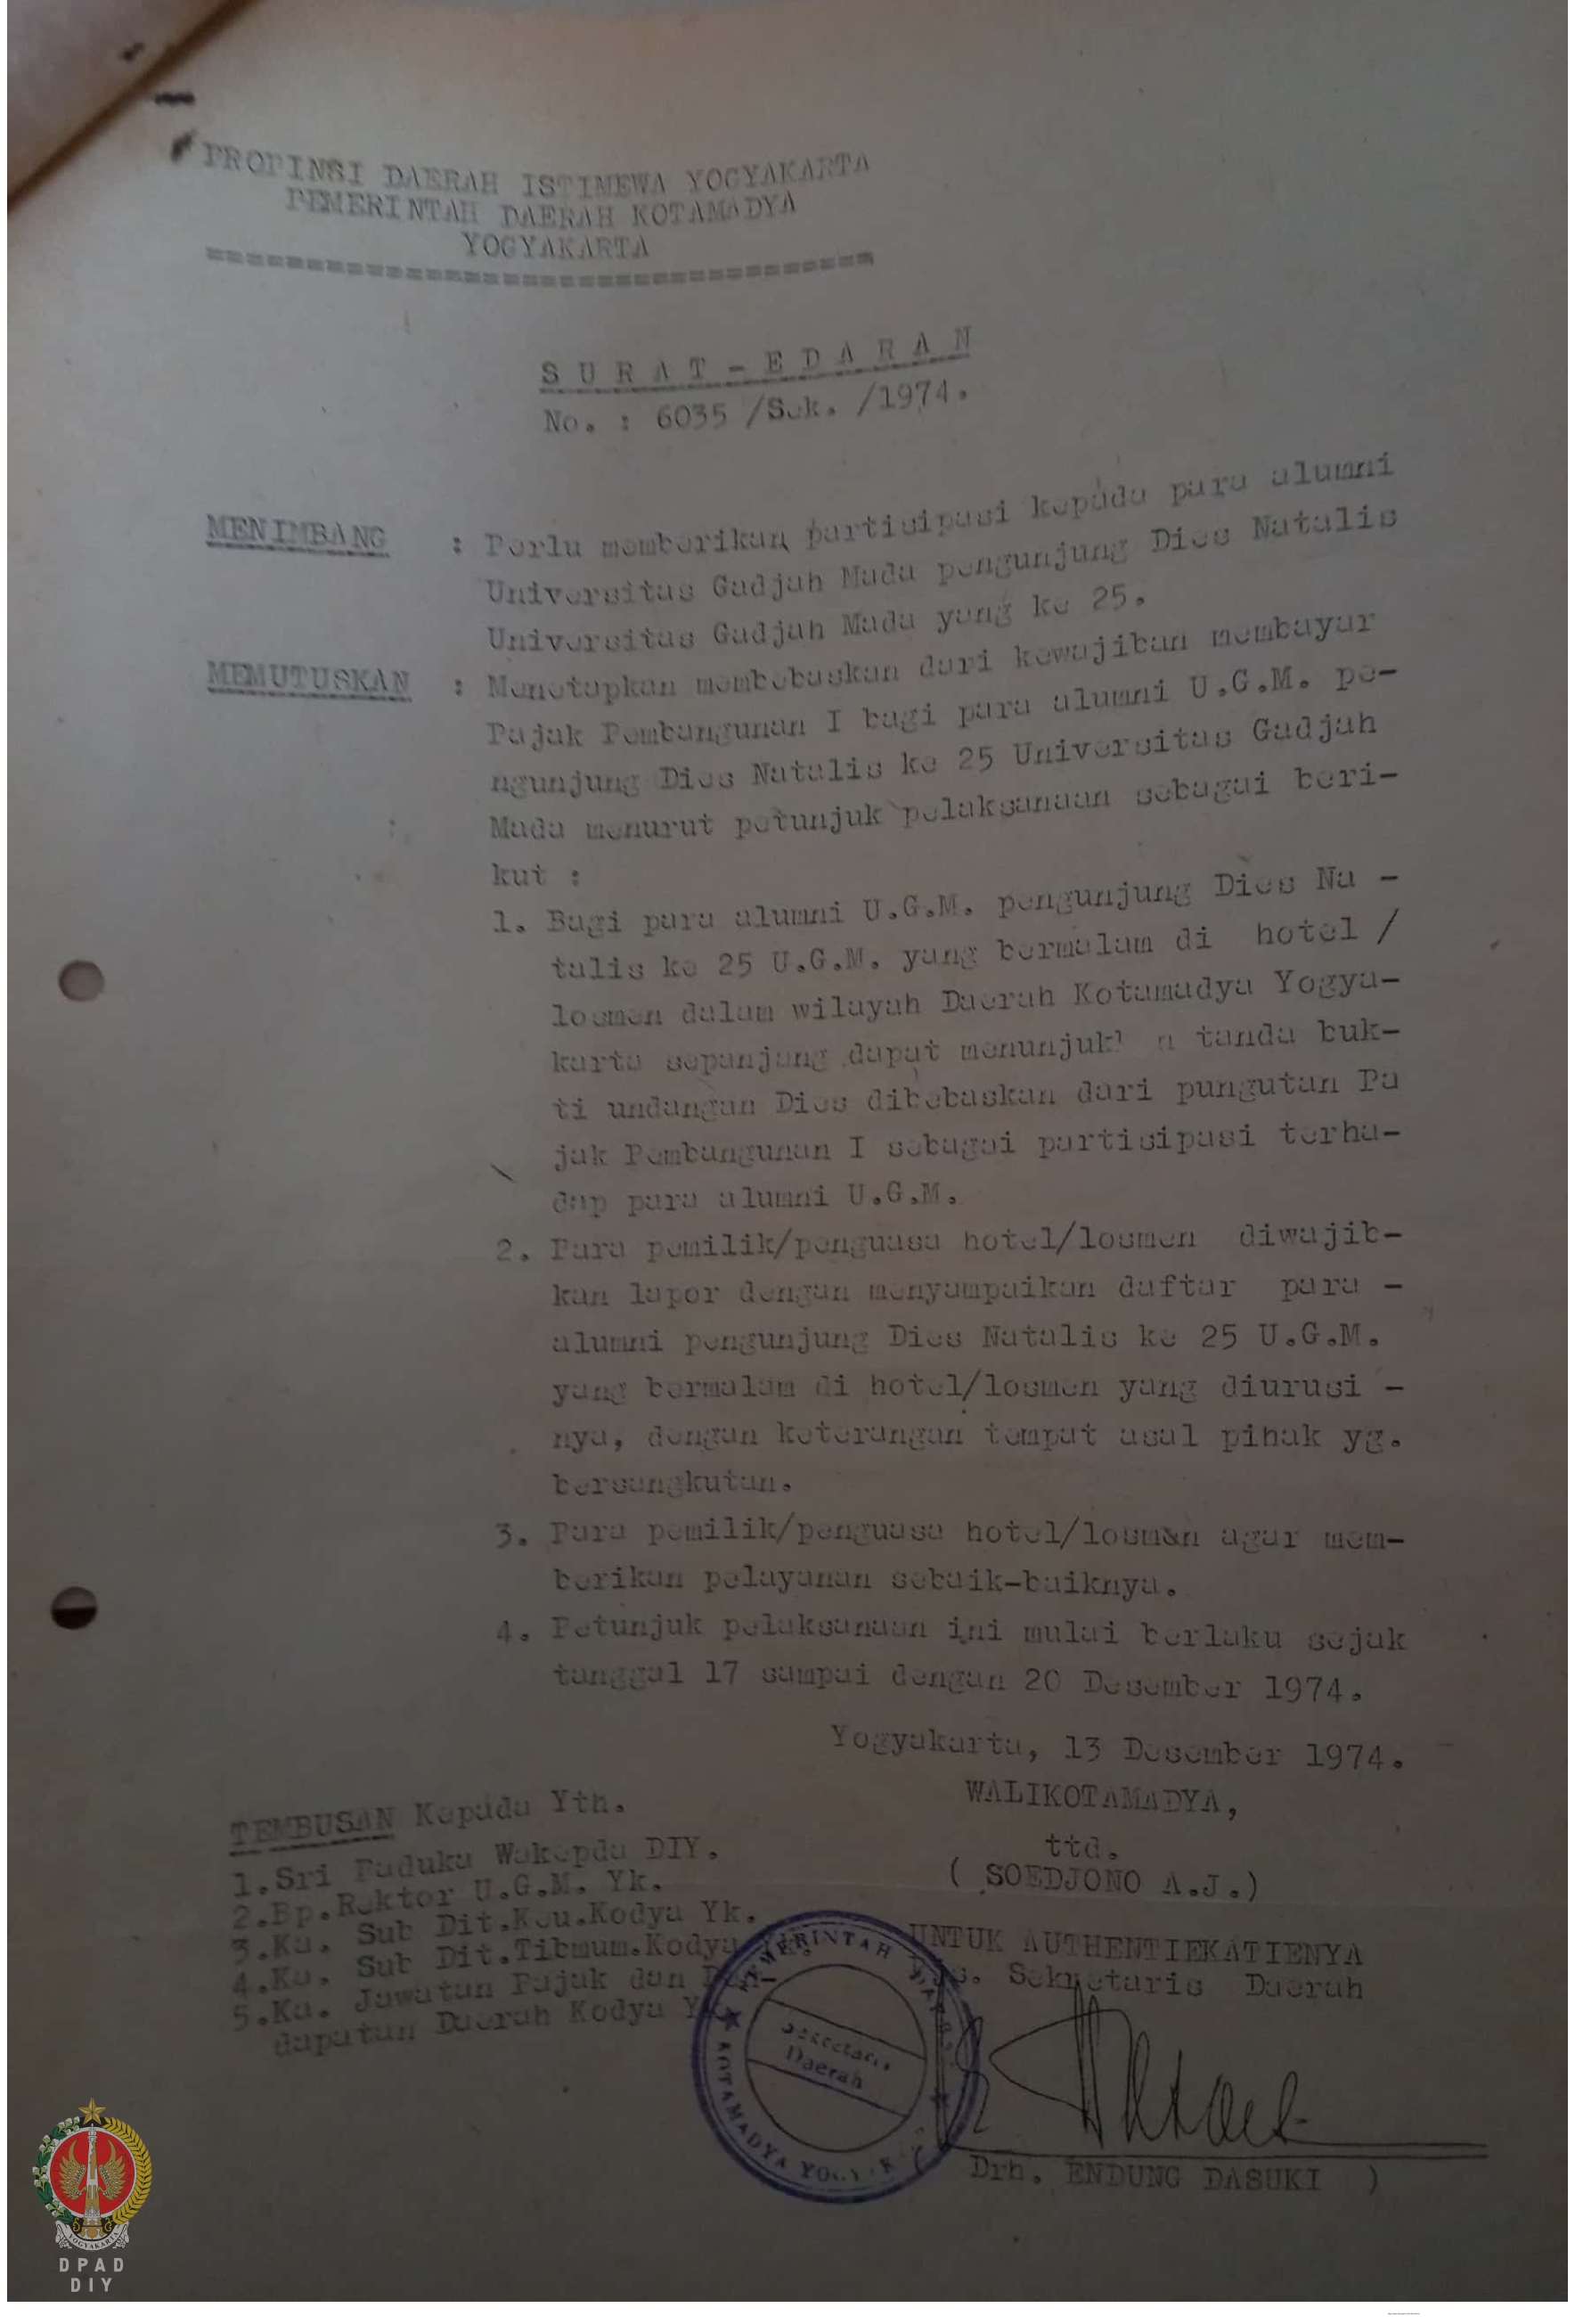 PROPINSI DAERAH ISTIMEWA YOGYAKARTA
PEMERINTAH DAERAH KOTAMADYA
YOGYAKARTA
==================================
S U R A T - E D A R A N
No. : 6035 /Sek. /1974.
MENIMBANG : Perlu memberikan partisipasi kepada para alumni
Universitas Gadjah Mada pengunjung Dies Natalis
Universitas Gadjah Mada yang ke 25.
MEMUTUSKAN : Menetapkan membebaskan dari kewajiban membayar
Pajak Pembangunan I bagi para alumni U.G.M. pe-
ngunjung Dies Natalis ke 25 Universitas Gadjah
Mada menurut petunjuk pelaksanaan sebagai beri-
kut :
1. Bagi para alumni U.G.M. pengunjung Dies Na -
talis ke 25 U.G.M. yang bermalam di hotel /
losmen dalam wilayah Daerah Kotamadya Yogya-
karta sepanjang dapat menunjukk n tanda buk-
ti undangan Dies dibebaskan dari pungutan Pa
jak Pembangunan I sebagai partisipasi terha-
dap para alumni U.G.M.
2. Para pemilik/penguasa hotel/losmen diwajib-
kan lapor dengan menyampaikan daftar para -
alumni pengunjung Dies Natalis ke 25 U.G.M.
yang bermalam di hotel/losmen yang diurusi -
nya, dengan keterangan tempat asal pihak yg.
bersangkutan.
3. Para pemilik/penguasa hotel/losmen agar mem-
berikan pelayanan sebaik-baiknya.
4. Petunjuk pelaksanaan ini mulai berlaku sejak
tanggal 17 sampai dengan 20 Desember 1974.
Yogyakarta, 13 Desember 1974.
WALIKOTAMADYA,
ttd.
( SOEDJONO A.J.)
TEMBUSAN Kepada Yth.
1.Sri Paduka Wakepda DIY.
2.Bp.Rektor U.G.M. Yk.
3.Ka. Sub Dit.Keu.Kodya Yk.
4.Ka. Sub Dit.Tibmum.Kodya Yk.
5.Ka. Jawatan Pajak dan Pen-
dapatan Daerah Kodya Yk.
UNTUK AUTHENTIEKATIENYA
Sekretaris Daerah
PEMERINTAH DAERAH
Sekretaris
Daerah
KOTAMADYA
( Drh. ENDUNG DASUKI )
YOGYAKARTA
DPAD
DIY